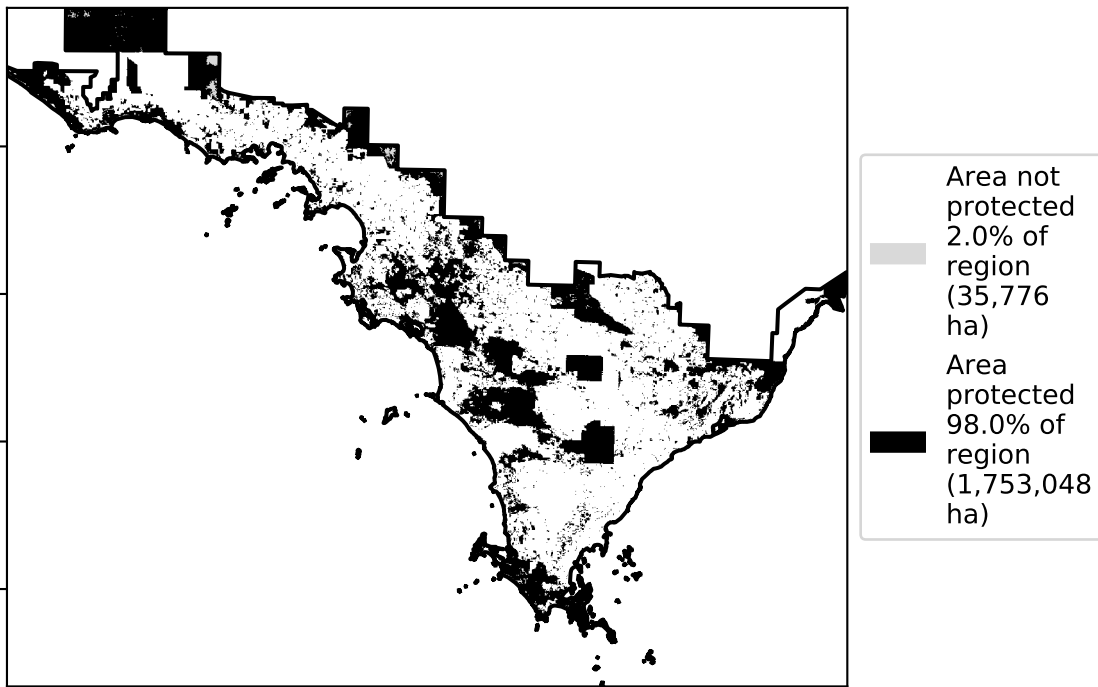 Area not
protected
2.0% of
region
(35,776
ha)
Area
protected
98.0% of
region
(1,753,048
ha)